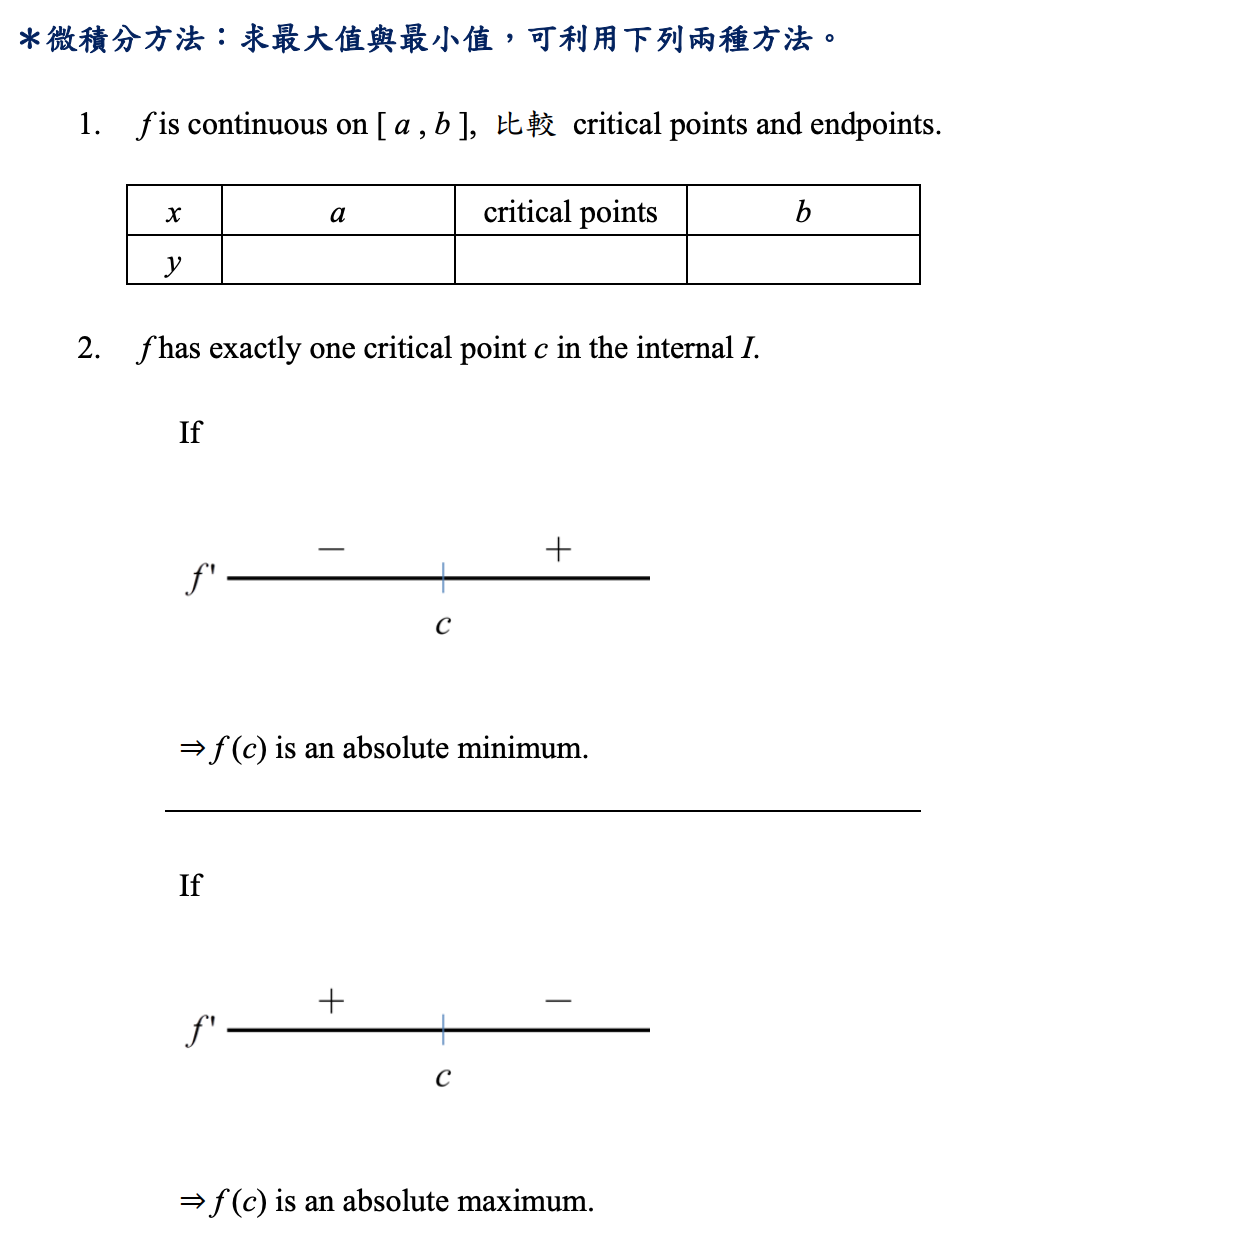 ＊微積分方法：求最大值與最小值，可利用下列兩種方法。
1. f is continuous on [ a , b ], 比較 critical points and endpoints.
x a critical points b
y
2. f has exactly one critical point c in the internal I.
If
− +
f'
c
⇒ f (c) is an absolute minimum.
If
+ −
f'
c
⇒ f (c) is an absolute maximum.